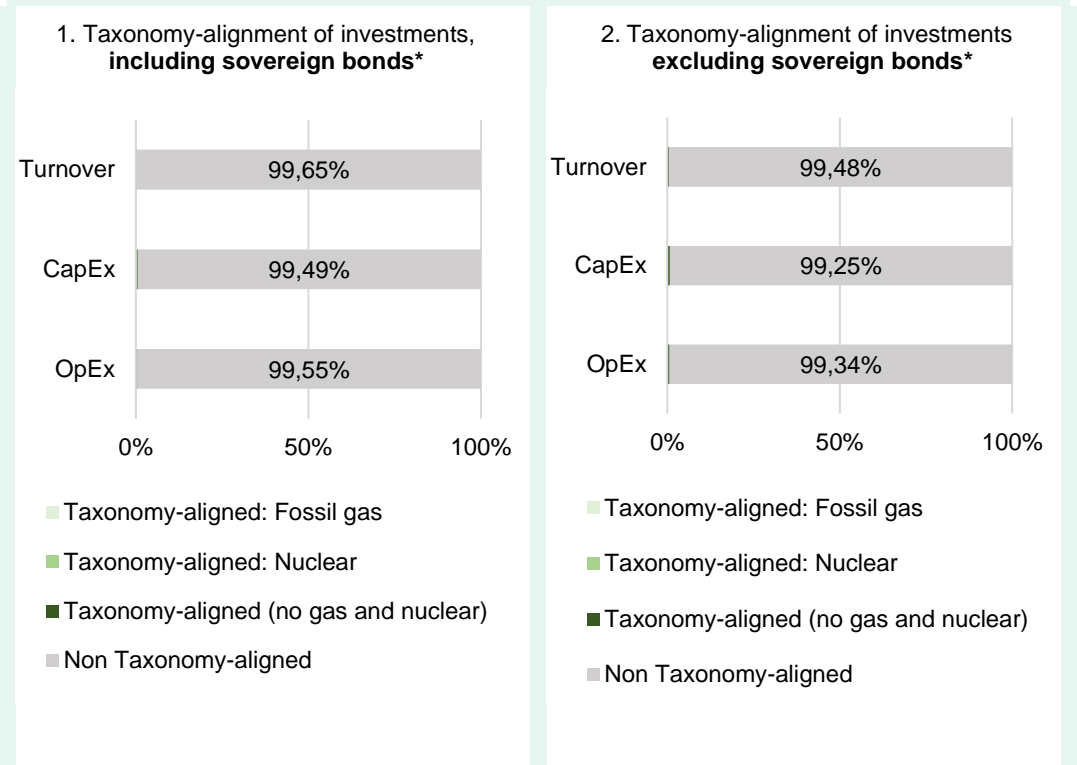 1. Taxonomy-alignment of investments,
including sovereign bonds*
Turnover
99,65%
CapEx
99,49%
OpEx
99,55%
0%
50%
100%
Taxonomy-aligned: Fossil gas
Taxonomy-aligned: Nuclear
Taxonomy-aligned (no gas and nuclear)
Non Taxonomy-aligned
2. Taxonomy-alignment of investments
excluding sovereign bonds*
Turnover
99,48%
CapEx
99,25%
OpEx
99,34%
0%
50%
100%
Taxonomy-aligned: Fossil gas
Taxonomy-aligned: Nuclear
Taxonomy-aligned (no gas and nuclear)
Non Taxonomy-aligned